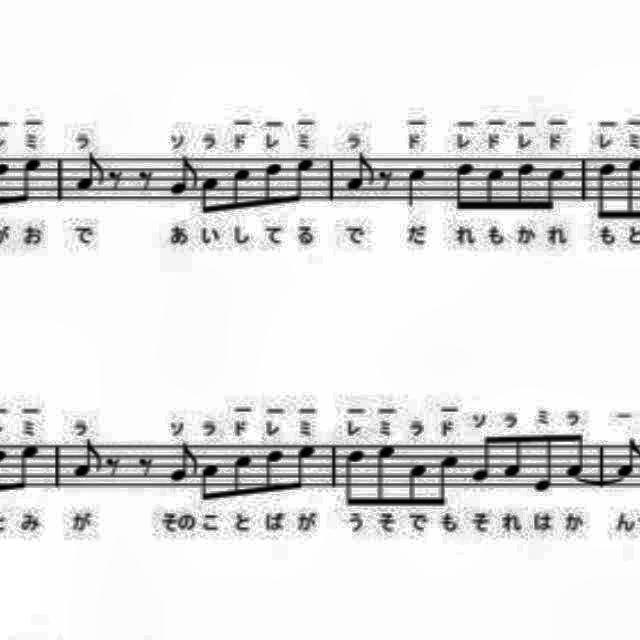 ミ ラ ソ ラ ド レ ミ ラ ド レ ド レ ド レ ミ
お で あ い し て る で だ れ も か れ も と
ミ ラ ソ ラ ド レ ミ レ ミ ラ ド ソ ラ ミ ラ
み が そのこ と ば が う そ で も そ れ は か ん